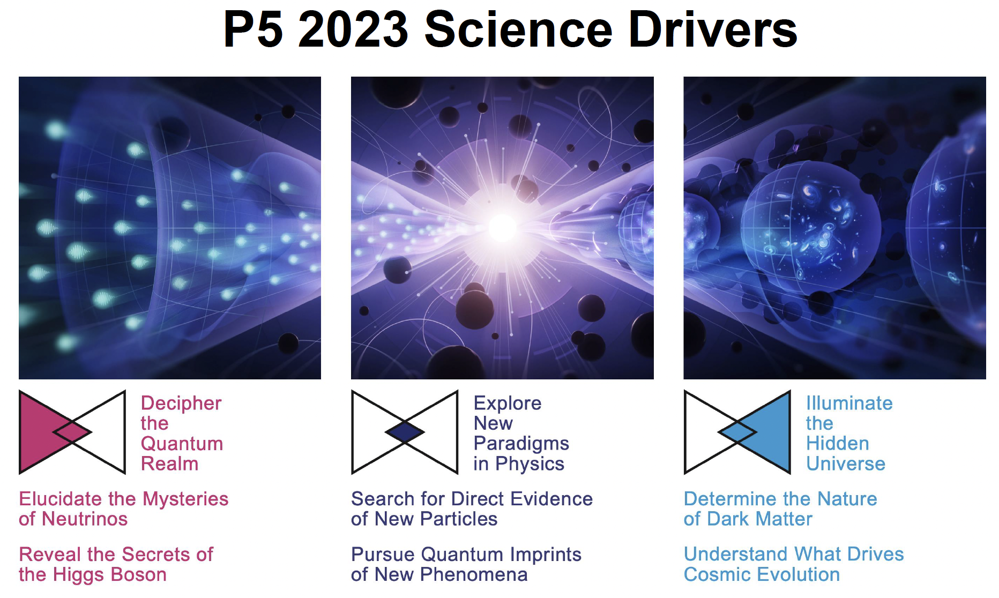 P5 2023 Science Drivers
Decipher
the
Quantum
Realm
Elucidate the Mysteries
of Neutrinos
Reveal the Secrets of
the Higgs Boson
Explore
New
Paradigms
in Physics
Search for Direct Evidence
of New Particles
Pursue Quantum Imprints
of New Phenomena
Illuminate
the
Hidden
Universe
Determine the Nature
of Dark Matter
Understand What Drives
Cosmic Evolution